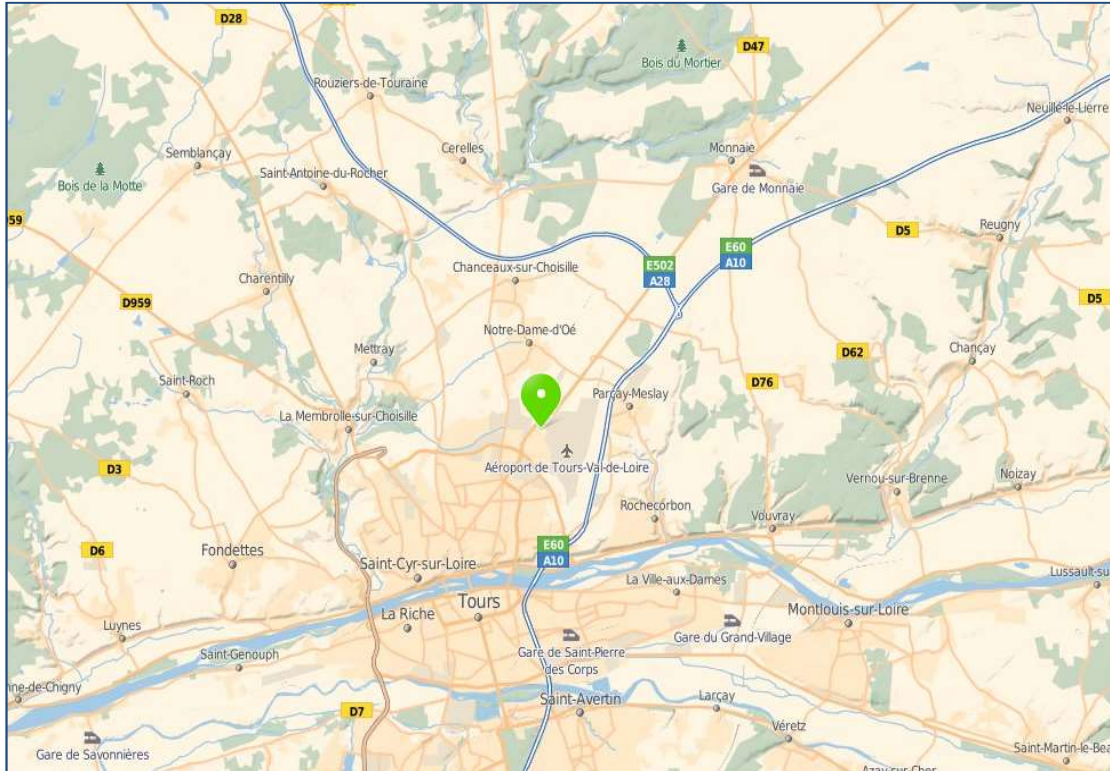 D28
Bois du Mortier
D47
Rouziers-de-Touraine
Neuillé-le-Lierre
Semblançay
Cerelles
Monnaie
Saint-Antoine-du-Rocher
Gare de Monnaie
Bois de la Motte
959
Reugny
D5
E60
A10
E502
A28
Chanceaux-sur-Choisille
Charentilly
D959
D5
Notre-Dame-d'Oé
Mettray
D62
Chançay
Saint-Roch
D76
Parçay-Meslay
La Membrolle-sur-Choisille
D3
Aéroport de Tours-Val-de-Loire
Noizay
Vernou-sur-Brenne
Rochecorbon
Vouvray
D6
Fondettes
E60
A10
Saint-Cyr-sur-Loire
La Ville-aux-Dames
Lussault-su
Tours
La Riche
Montlouis-sur-Loire
Luynes
Gare du Grand-Village
Gare de Saint-Pierre
des Corps
Saint-Genouph
nne-de-Chigny
Saint-Avertin
Larçay
D7
Véretz
Gare de Savonnières
Saint-Martin-le-Bea
Azay-sur-Cher